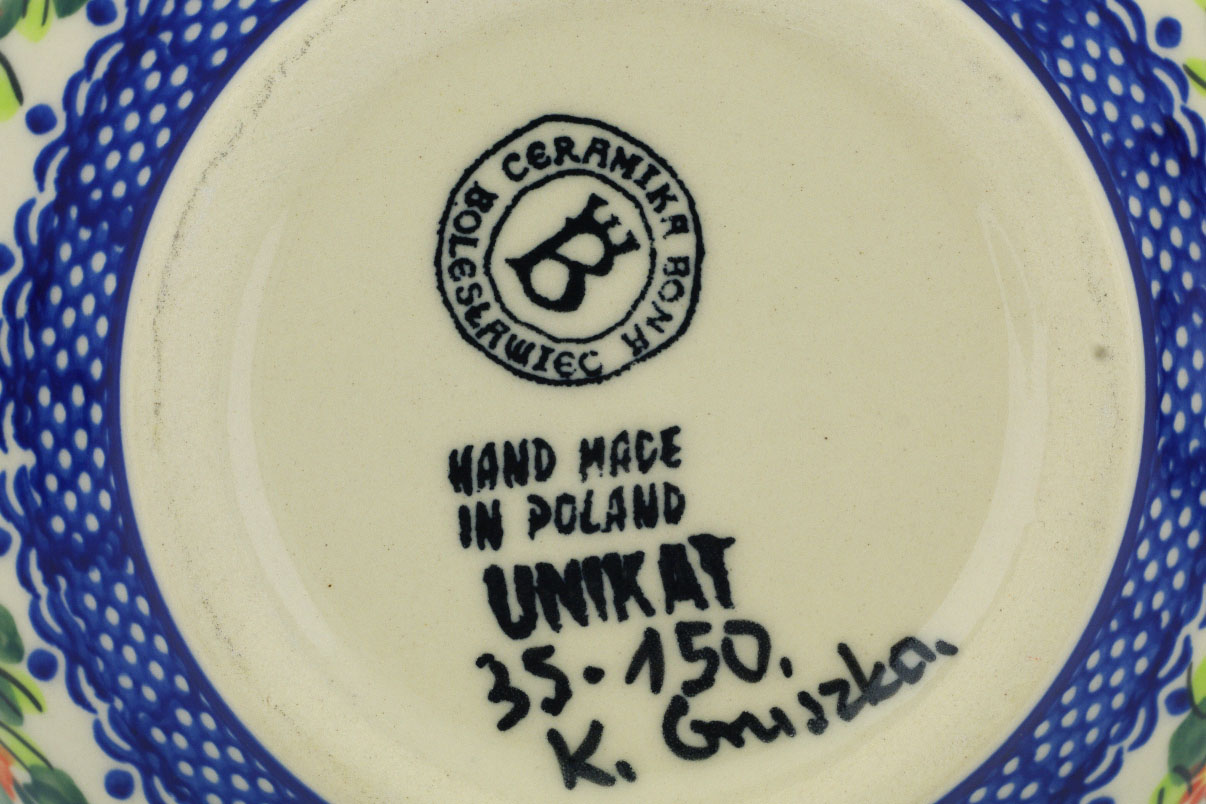 CERAMIKA BONA
BOLESŁAWIEC
B
HAND MADE
IN POLAND
UNIKAT
35-150.
K. Gruszka.